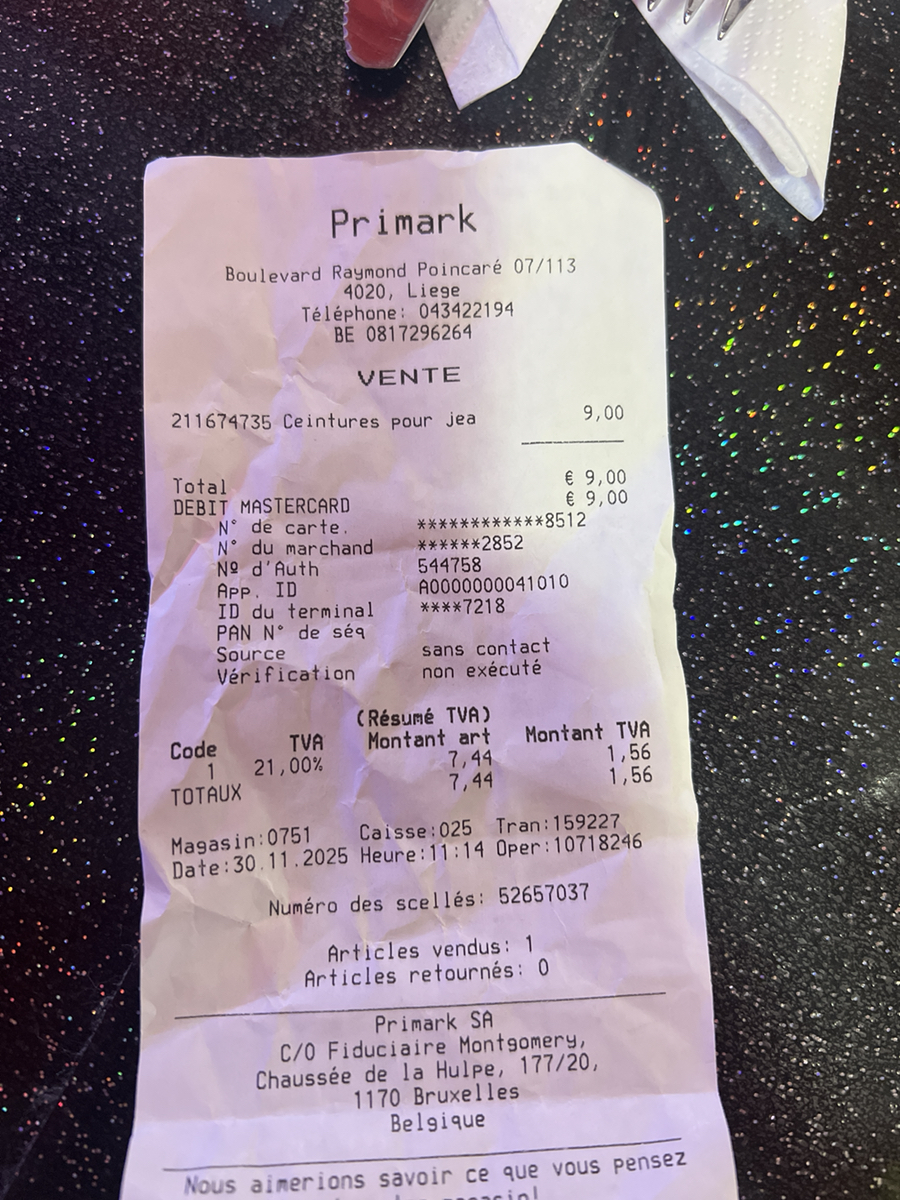 Primark
Boulevard Raymond Poincaré 07/113
4020, Liege
Téléphone: 043422194
BE 0817296264
VENTE
211674735 Ceintures pour jea 9,00
Total € 9,00
DEBIT MASTERCARD € 9,00
N° de carte. ************8512
N° du marchand ******2852
Nº d'Auth 544758
App. ID A0000000041010
ID du terminal ****7218
PAN N° de séq
Source sans contact
Vérification non exécuté
(Résumé TVA)
Code TVA Montant art Montant TVA
1 21,00% 7,44 1,56
TOTAUX 7,44 1,56
Magasin:0751 Caisse:025 Tran:159227
Date:30.11.2025 Heure:11:14 Oper:10718246
Numéro des scellés: 52657037
Articles vendus: 1
Articles retournés: 0
Primark SA
C/O Fiduciaire Montgomery,
Chaussée de la Hulpe, 177/20,
1170 Bruxelles
Belgique
Nous aimerions savoir ce que vous pensez